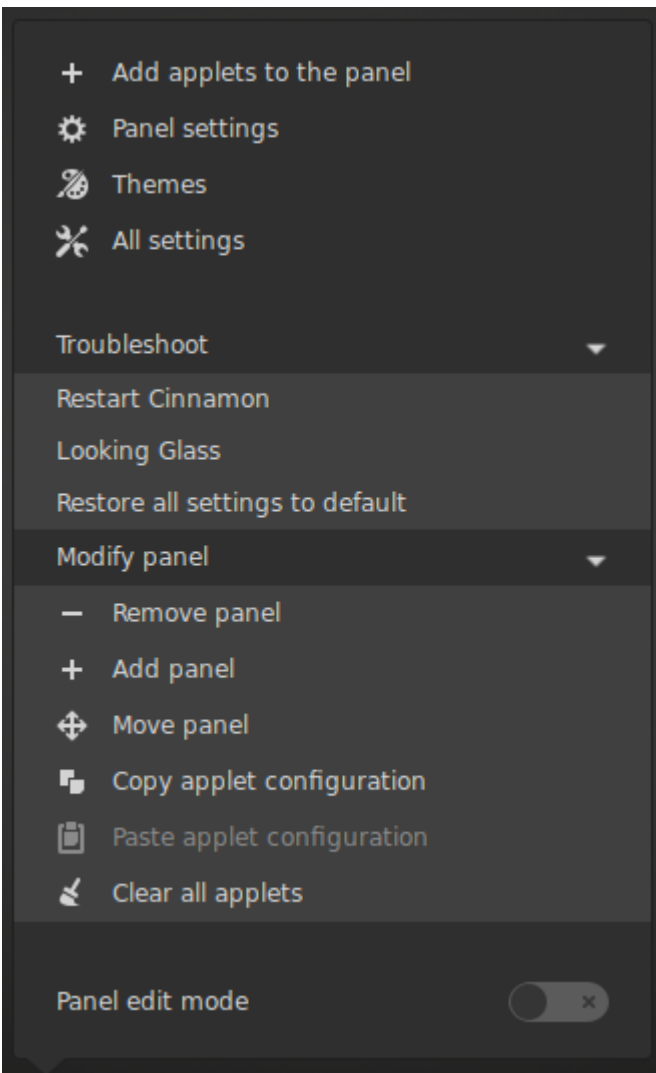 Add applets to the panel
Panel settings
Themes
All settings
Troubleshoot
Restart Cinnamon
Looking Glass
Restore all settings to default
Modify panel
Remove panel
Add panel
Move panel
Copy applet configuration
Paste applet configuration
Clear all applets
Panel edit mode